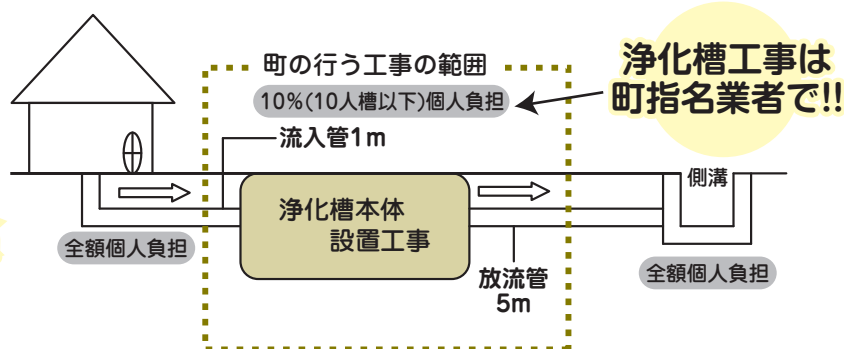 町の行う工事の範囲
10%(10人槽以下)個人負担
浄化槽工事は
町指名業者で!!
流入管1m
浄化槽本体
設置工事
側溝
全額個人負担
放流管
5m
全額個人負担